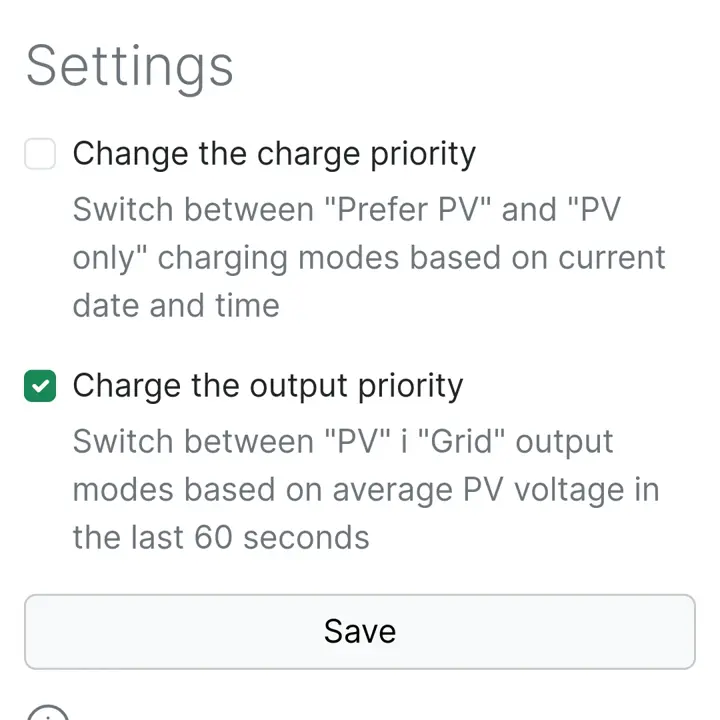 Settings
Change the charge priority
Switch between "Prefer PV" and "PV
only" charging modes based on current
date and time
Charge the output priority
Switch between "PV" i "Grid" output
modes based on average PV voltage in
the last 60 seconds
Save